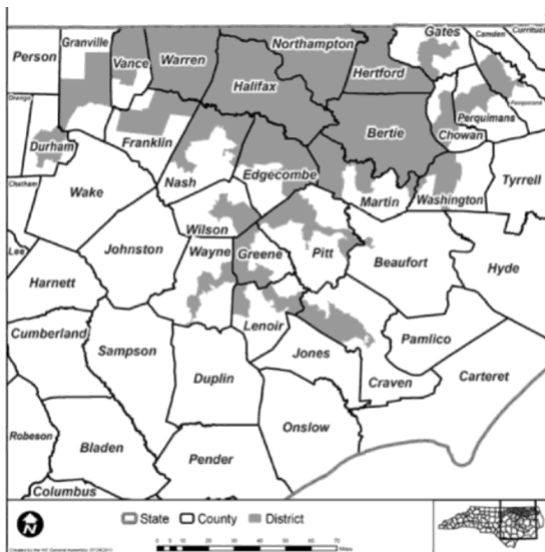 Person
Granville
Vance
Warren
Northampton
Gates
Camden
Currituck
Halifax
Hertford
Orange
Durham
Franklin
Nash
Edgecombe
Bertie
Chowan
Perquimans
Pasquotank
Chatham
Wake
Martin
Washington
Tyrrell
Wilson
Wayne
Greene
Pitt
Beaufort
Hyde
Lee
Johnston
Harnett
Lenoir
Jones
Pamlico
Craven
Carteret
Cumberland
Sampson
Duplin
Onslow
Robeson
Bladen
Pender
Columbus
N
State County District